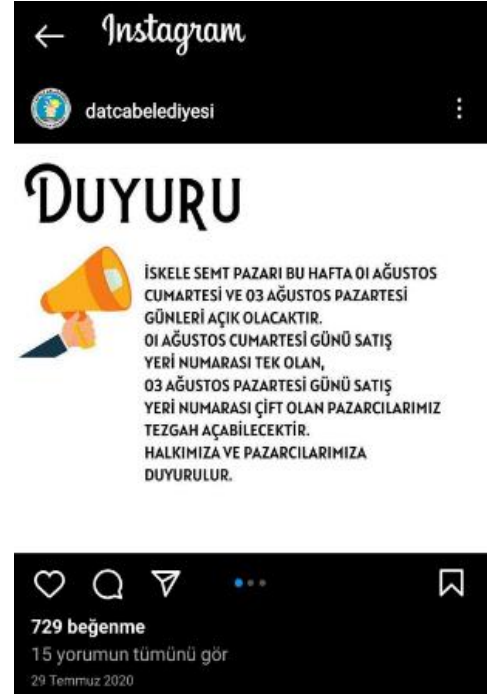 Instagram
datcabelediyesi
DUYURU
İSKELE SEMT PAZARI BU HAFTA 01 AĞUSTOS
CUMARTESİ VE 03 AĞUSTOS PAZARTESİ
GÜNLERİ AÇIK OLACAKTIR.
01 AĞUSTOS CUMARTESİ GÜNÜ SATIŞ
YERİ NUMARASI TEK OLAN,
03 AĞUSTOS PAZARTESİ GÜNÜ SATIŞ
YERİ NUMARASI ÇİFT OLAN PAZARCILARIMIZ
TEZGAH AÇABİLECEKTİR.
HALKIMIZA VE PAZARCILARIMIZA
DUYURULUR.
729 beğenme
15 yorumun tümünü gör
29 Temmuz 2020